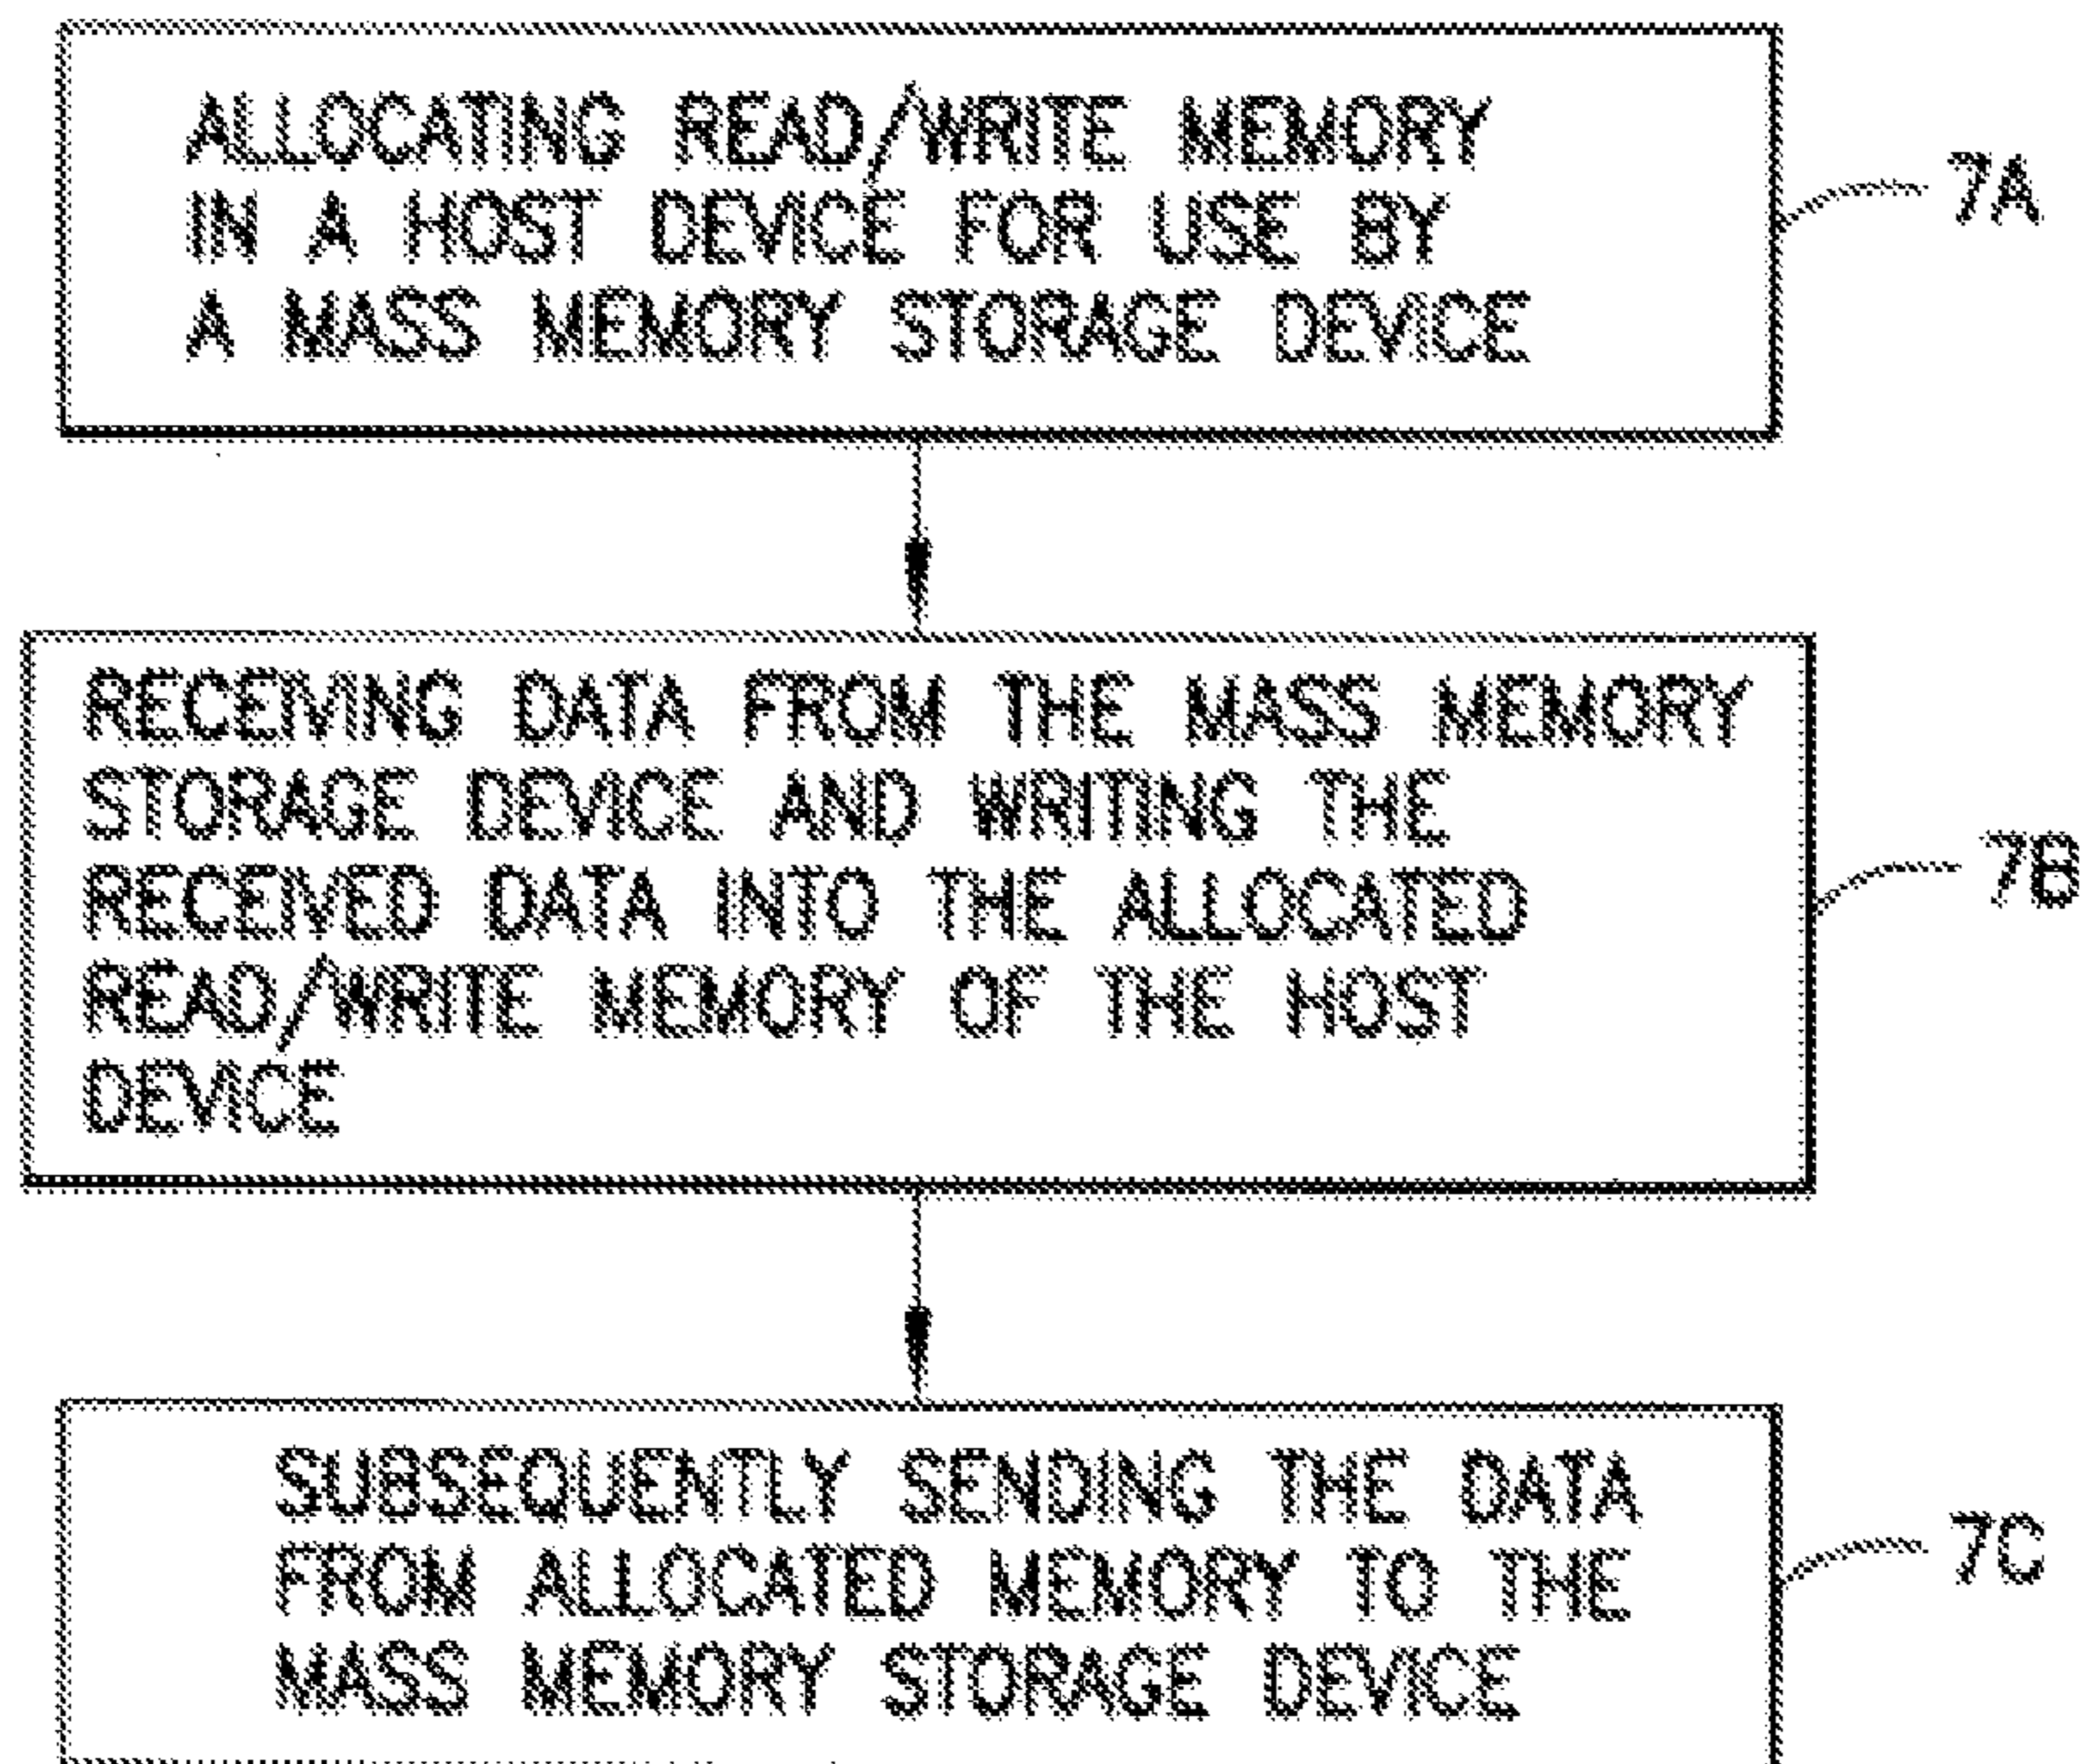 ALLOCATING READ/WRITE MEMORY
IN A HOST DEVICE FOR USE BY
A MASS MEMORY STORAGE DEVICE
7A
RECEIVING DATA FROM THE MASS MEMORY
STORAGE DEVICE AND WRITING THE
RECEIVED DATA INTO THE ALLOCATED
READ/WRITE MEMORY OF THE HOST
DEVICE
7B
SUBSEQUENTLY SENDING THE DATA
FROM ALLOCATED MEMORY TO THE
MASS MEMORY STORAGE DEVICE
7C